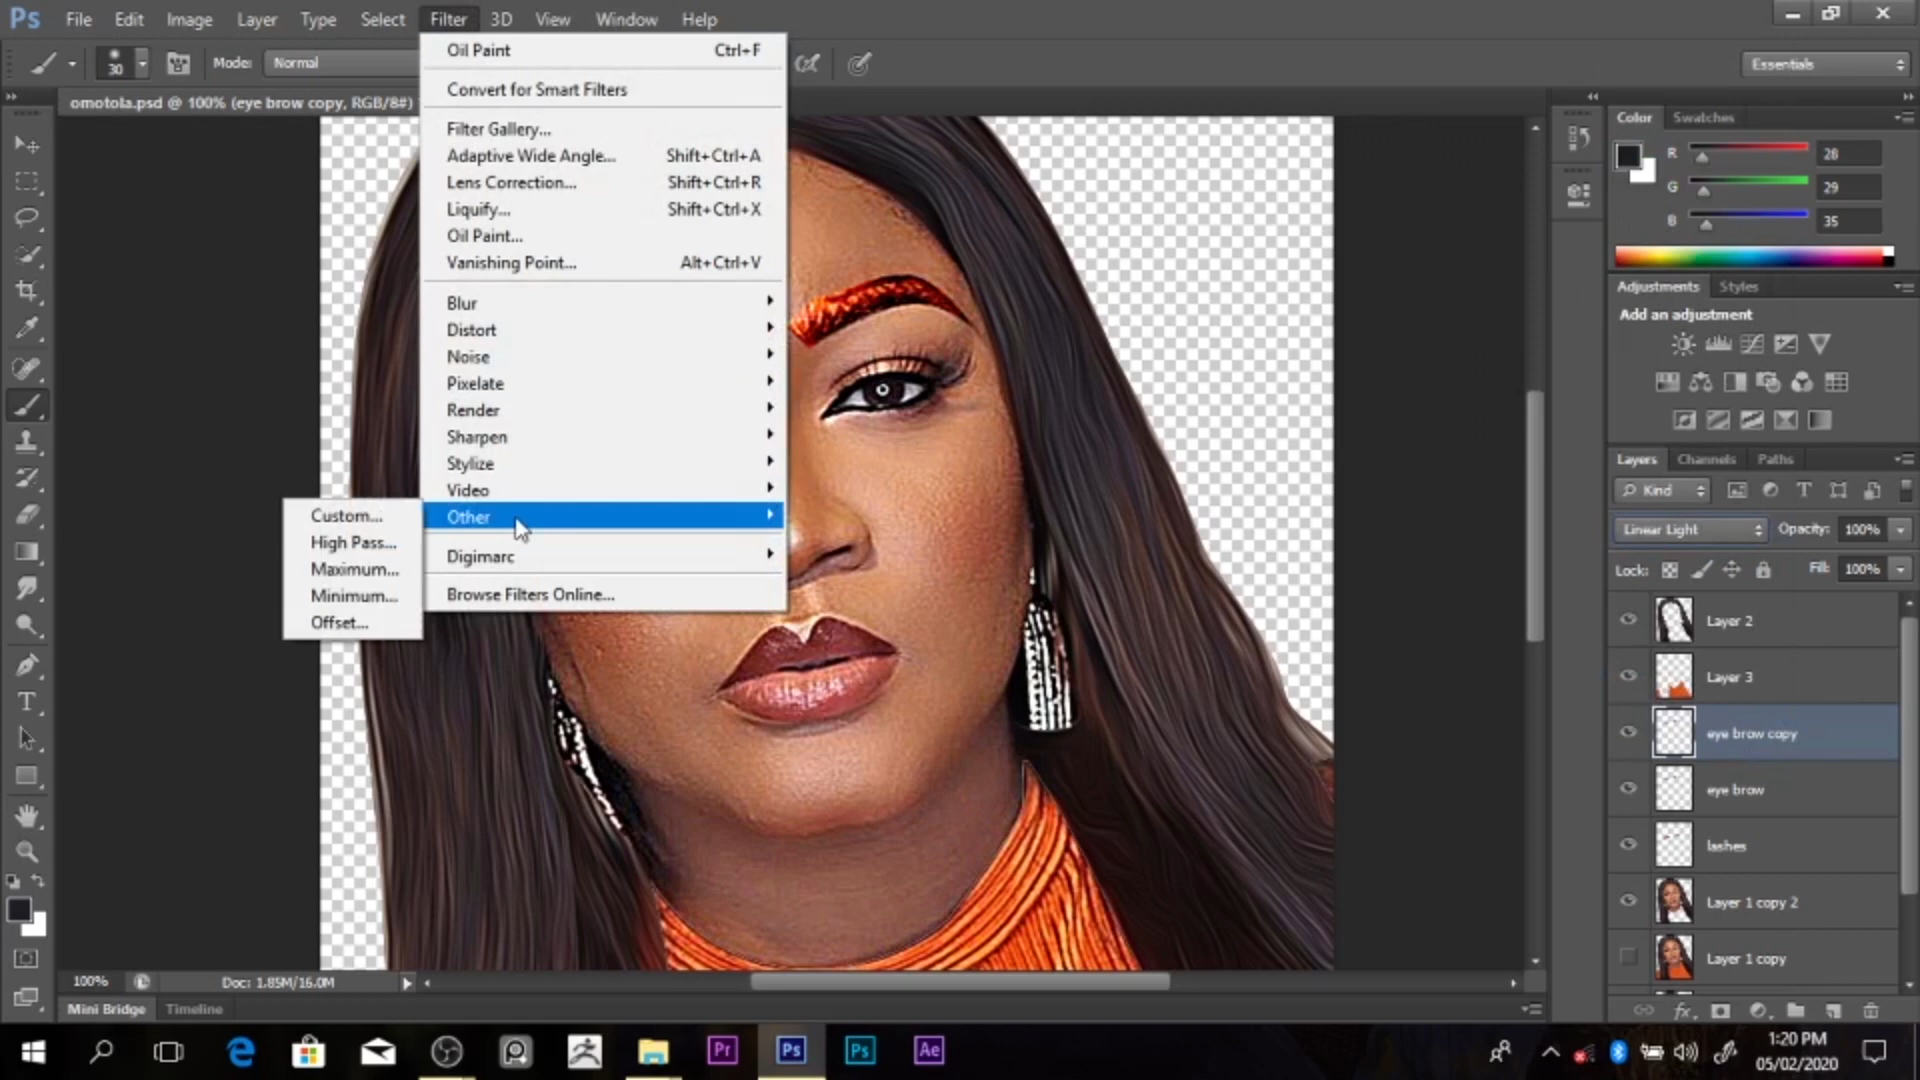 Ps File Edit Image Layer Type Select Filter 3D View Window Help
30 Mode: Normal
Essentials
omotola.psd @ 100% (eye brow copy, RGB/8#)
Oil Paint Ctrl+F
Convert for Smart Filters
Filter Gallery...
Adaptive Wide Angle... Shift+Ctrl+A
Lens Correction... Shift+Ctrl+R
Liquify... Shift+Ctrl+X
Oil Paint...
Vanishing Point... Alt+Ctrl+V
Blur
Distort
Noise
Pixelate
Render
Sharpen
Stylize
Video
Other
Digimarc
Browse Filters Online...
Custom...
High Pass...
Maximum...
Minimum...
Offset...
Color Swatches
R 28
G 29
B 35
Adjustments Styles
Add an adjustment
Layers Channels Paths
Kind
Linear Light Opacity: 100%
Lock: Fill: 100%
Layer 2
Layer 3
eye brow copy
eye brow
lashes
Layer 1 copy 2
Layer 1 copy
100% Doc: 1.85M/16.0M
Mini Bridge Timeline
Pr Ps Ps Ae
1:20 PM
05/02/2020